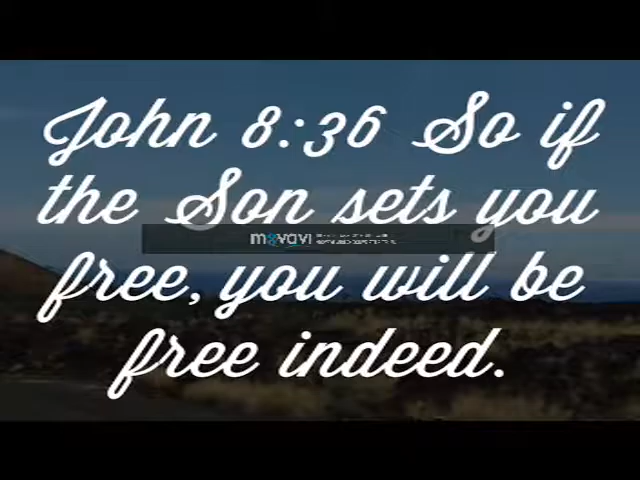 John 8:36 So if
the Son sets you
movavi
free, you will be
free indeed.